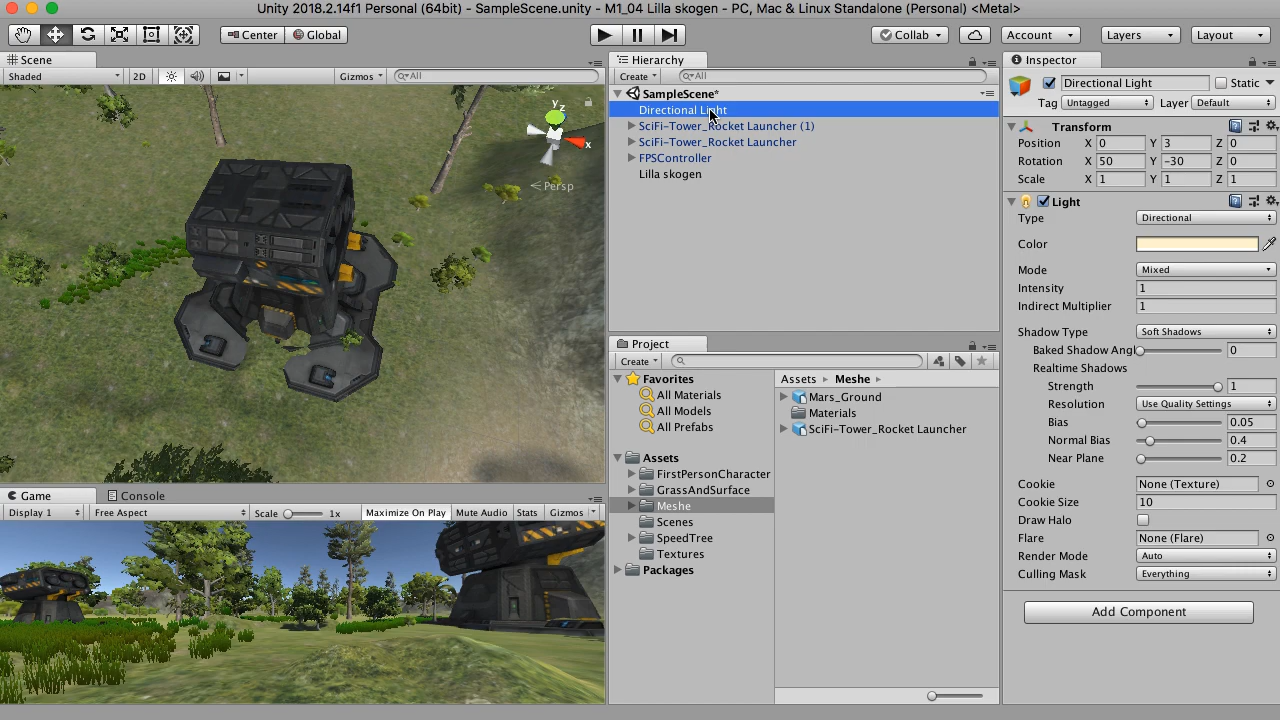 Unity 2018.2.14f1 Personal (64bit) - SampleScene.unity - M1_04 Lilla skogen - PC, Mac & Linux Standalone (Personal) <Metal>
Center Global Collab Account Layers Layout
Scene
Shaded 2D Gizmos All
y z x
Persp
Hierarchy
Create All
SampleScene*
Directional Light
SciFi-Tower_Rocket Launcher (1)
SciFi-Tower_Rocket Launcher
FPSController
Lilla skogen
Project
Create
Favorites
All Materials
All Models
All Prefabs
Assets
FirstPersonCharacter
GrassAndSurface
Meshe
Scenes
SpeedTree
Textures
Packages
Assets Meshe
Mars_Ground
Materials
SciFi-Tower_Rocket Launcher
Game Console
Display 1 Free Aspect Scale 1x Maximize On Play Mute Audio Stats Gizmos
Inspector
Directional Light Static
Tag Untagged Layer Default
Transform
Position X 0 Y 3 Z 0
Rotation X 50 Y -30 Z 0
Scale X 1 Y 1 Z 1
Light
Type Directional
Color
Mode Mixed
Intensity 1
Indirect Multiplier 1
Shadow Type Soft Shadows
Baked Shadow Angl 0
Realtime Shadows
Strength 1
Resolution Use Quality Settings
Bias 0.05
Normal Bias 0.4
Near Plane 0.2
Cookie None (Texture)
Cookie Size 10
Draw Halo
Flare None (Flare)
Render Mode Auto
Culling Mask Everything
Add Component